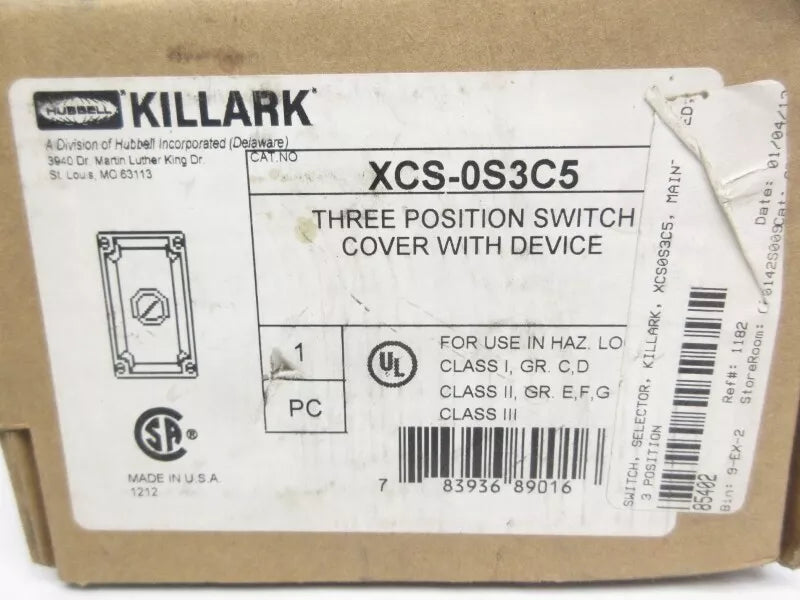 HUBBELL
"KILLARK"
A Division of Hubbell Incorporated (Delaware)
3940 Dr. Martin Luther King Dr.
St. Louis, MO 63113
CAT.NO
XCS-0S3C5
THREE POSITION SWITCH
COVER WITH DEVICE
1
PC
UL
FOR USE IN HAZ. LO
CLASS I, GR. C,D
CLASS II, GR. E,F,G
CLASS III
SA ®
MADE IN U.S.A.
1212
7 83936 89016
SWITCH, SELECTOR, KILLARK, XCS0S3C5, MAIN-
3 POSITION
85402
Bin: 9-EX-2
Ref#: 1182
StoreRoom:
Date: 01/04/1
Cat: